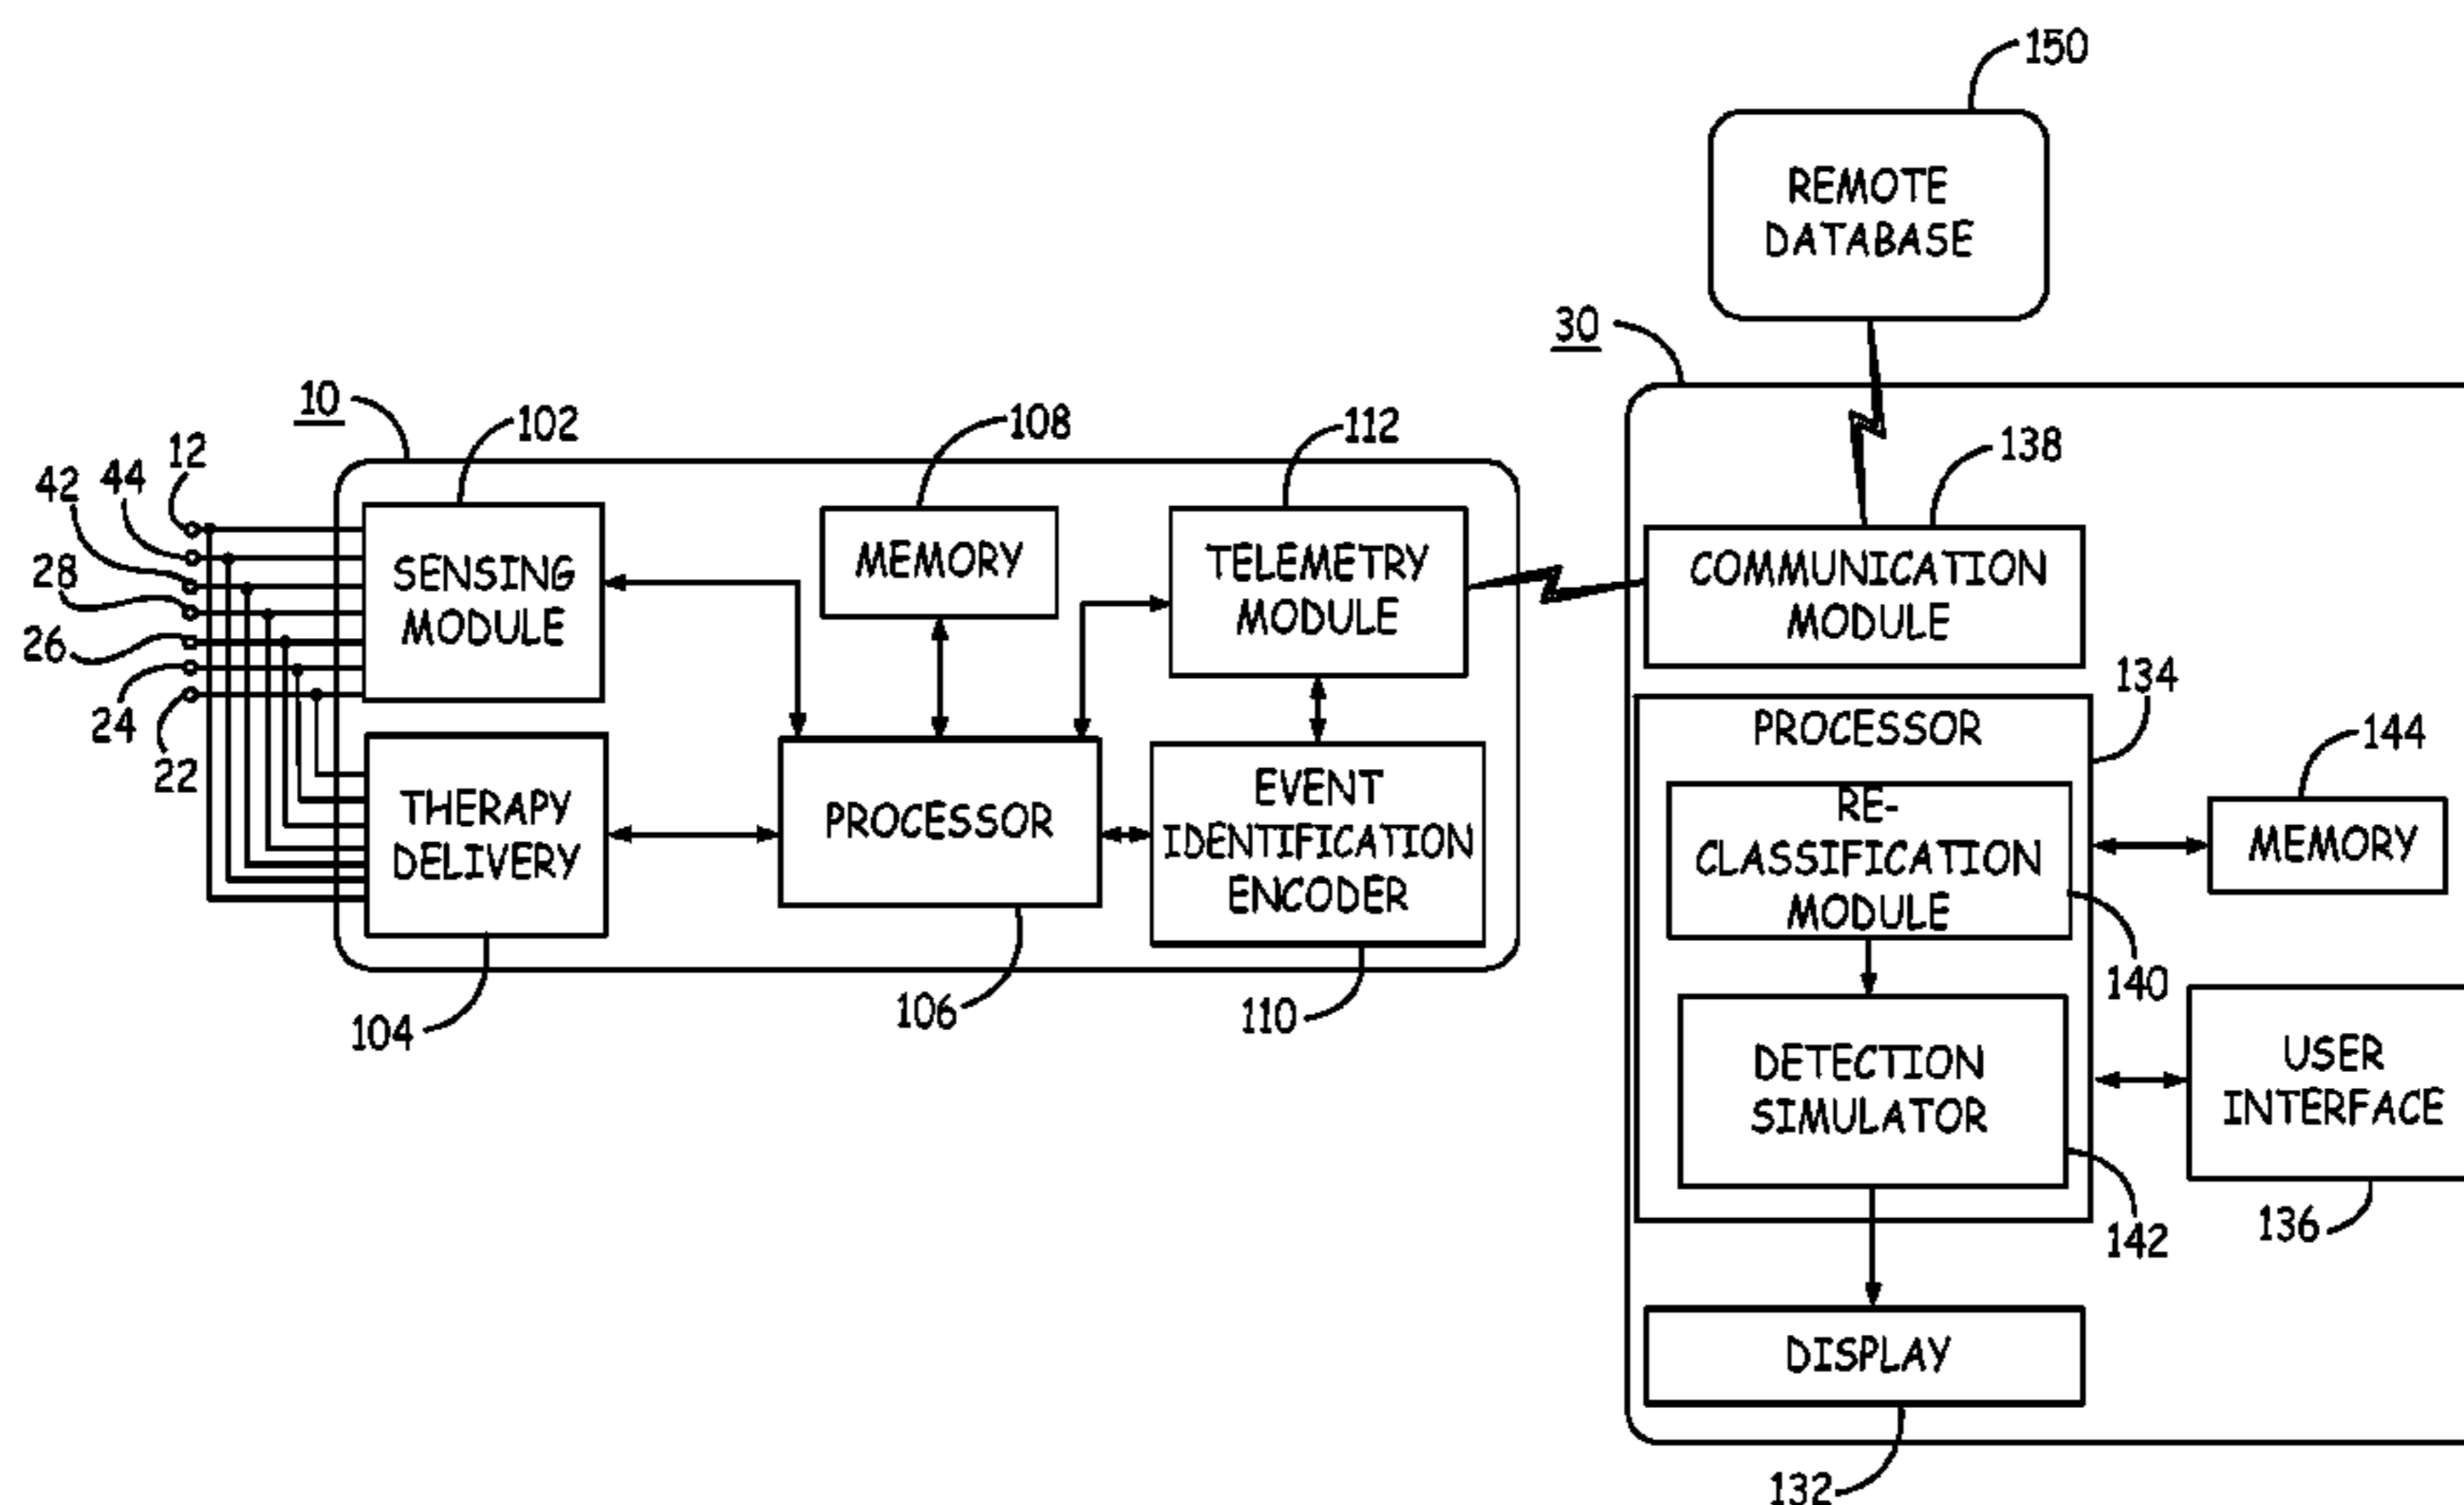 150
REMOTE
DATABASE
30
10
102
108
112
138
12
44
42
28
26
24
22
SENSING
MODULE
MEMORY
TELEMETRY
MODULE
COMMUNICATION
MODULE
134
PROCESSOR
144
THERAPY
DELIVERY
PROCESSOR
EVENT
IDENTIFICATION
ENCODER
RE-
CLASSIFICATION
MODULE
MEMORY
140
104
106
110
DETECTION
SIMULATOR
USER
INTERFACE
142
136
DISPLAY
132